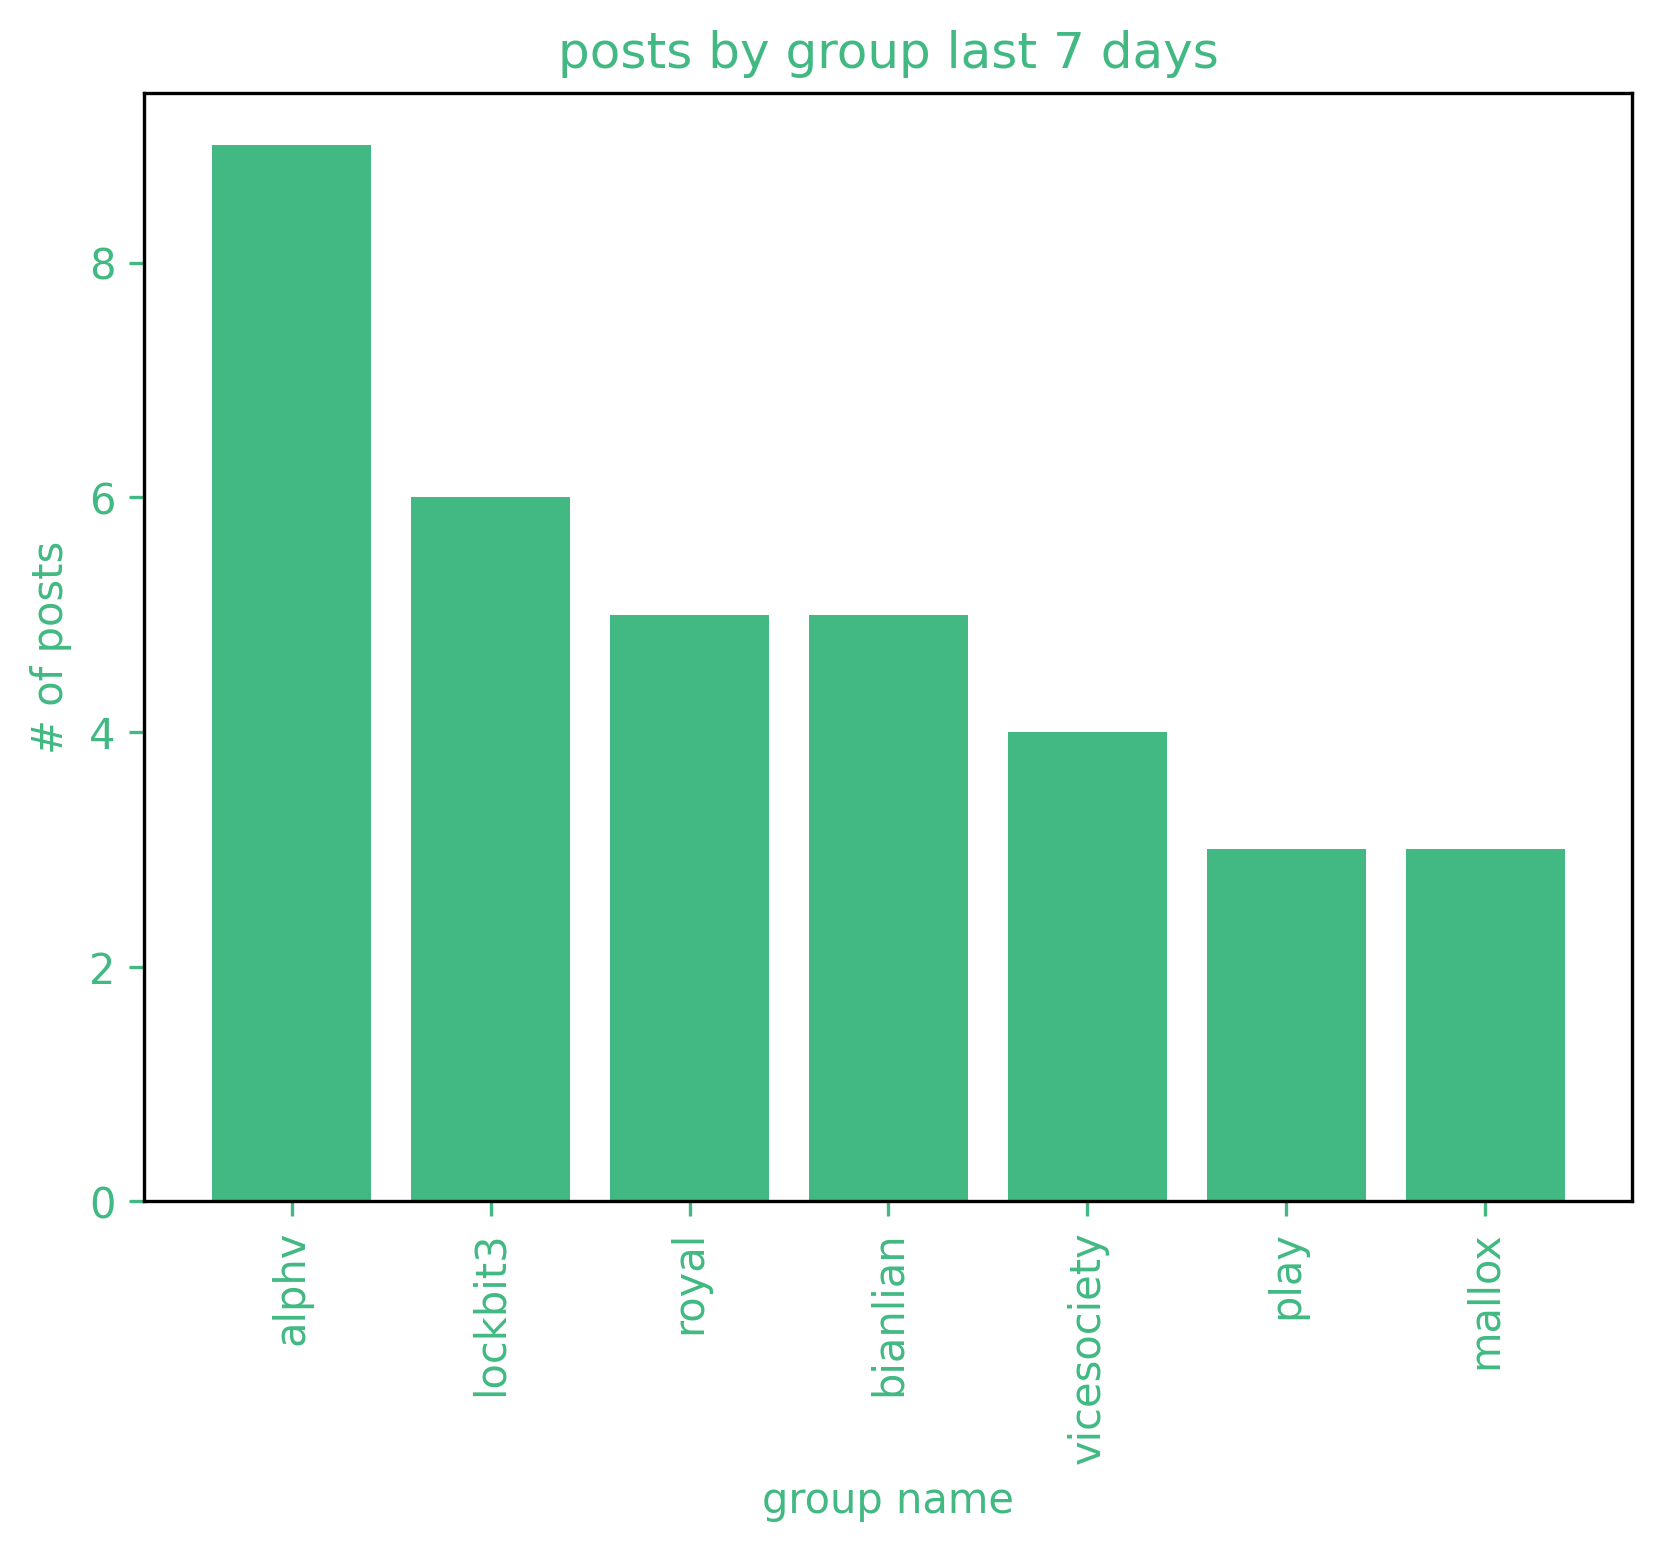 posts by group last 7 days
# of posts
8
6
4
2
0
alphv
lockbit3
royal
bianlian
vicesociety
play
mallox
group name